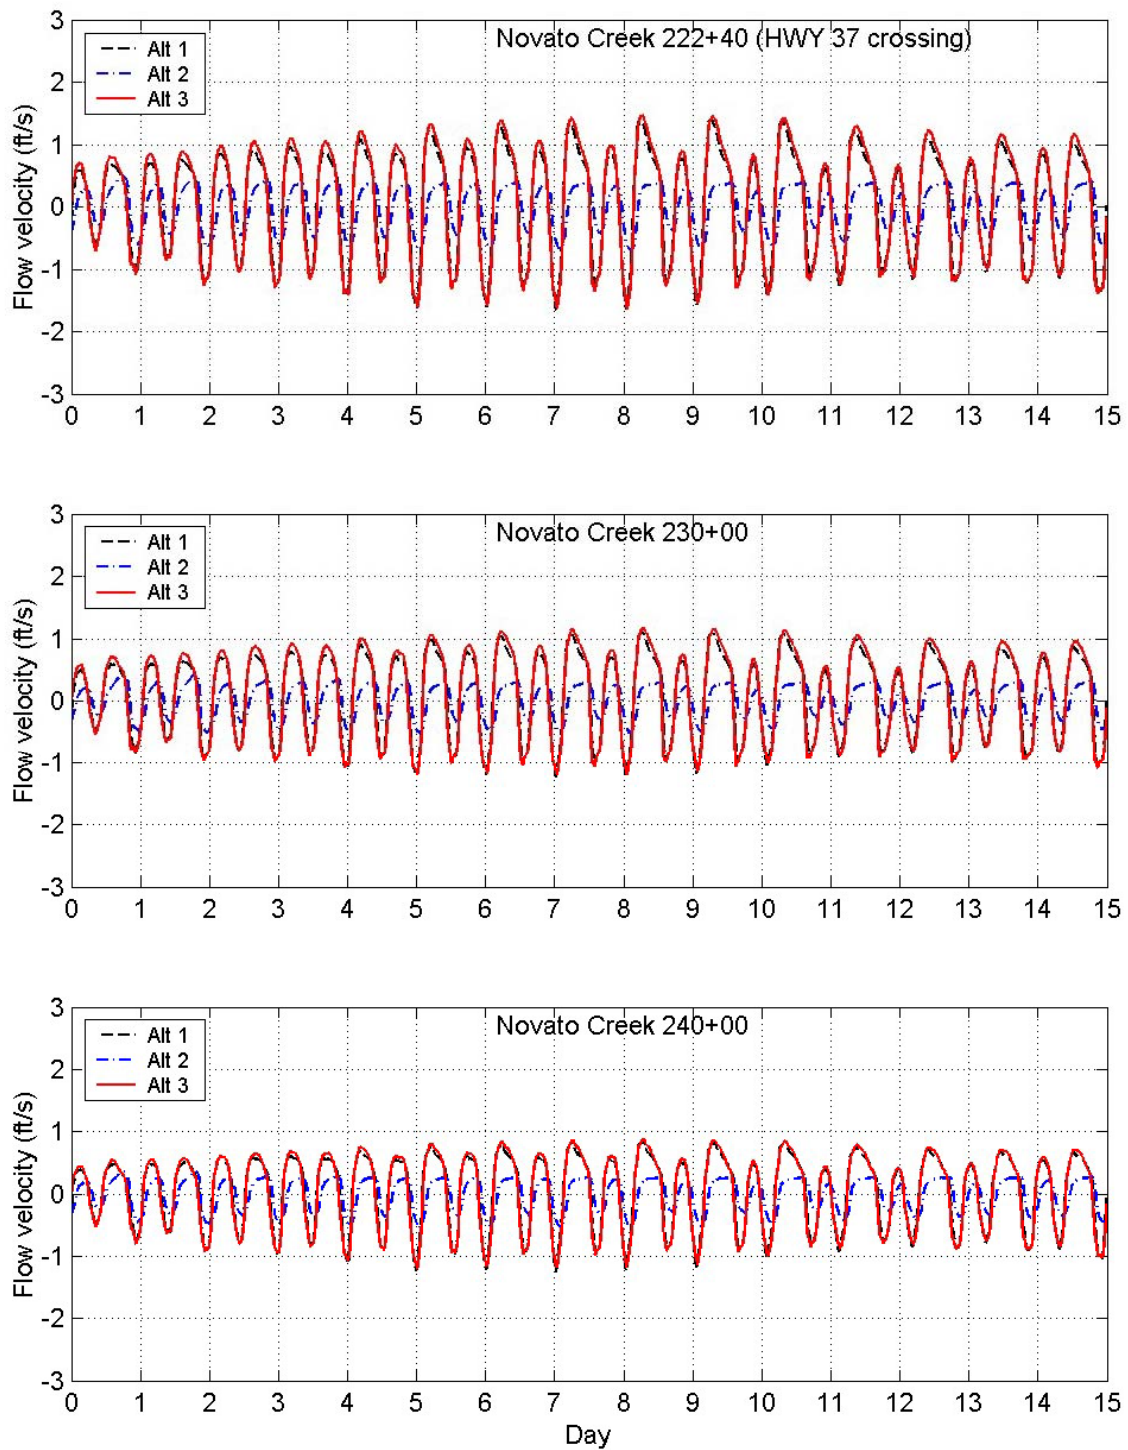 Novato Creek 222+40 (HWY 37 crossing)
Alt 1
Alt 2
Alt 3
Flow velocity (ft/s)
3
2
1
0
-1
-2
-3
0 1 2 3 4 5 6 7 8 9 10 11 12 13 14 15
Novato Creek 230+00
Alt 1
Alt 2
Alt 3
Flow velocity (ft/s)
3
2
1
0
-1
-2
-3
0 1 2 3 4 5 6 7 8 9 10 11 12 13 14 15
Novato Creek 240+00
Alt 1
Alt 2
Alt 3
Flow velocity (ft/s)
3
2
1
0
-1
-2
-3
0 1 2 3 4 5 6 7 8 9 10 11 12 13 14 15
Day